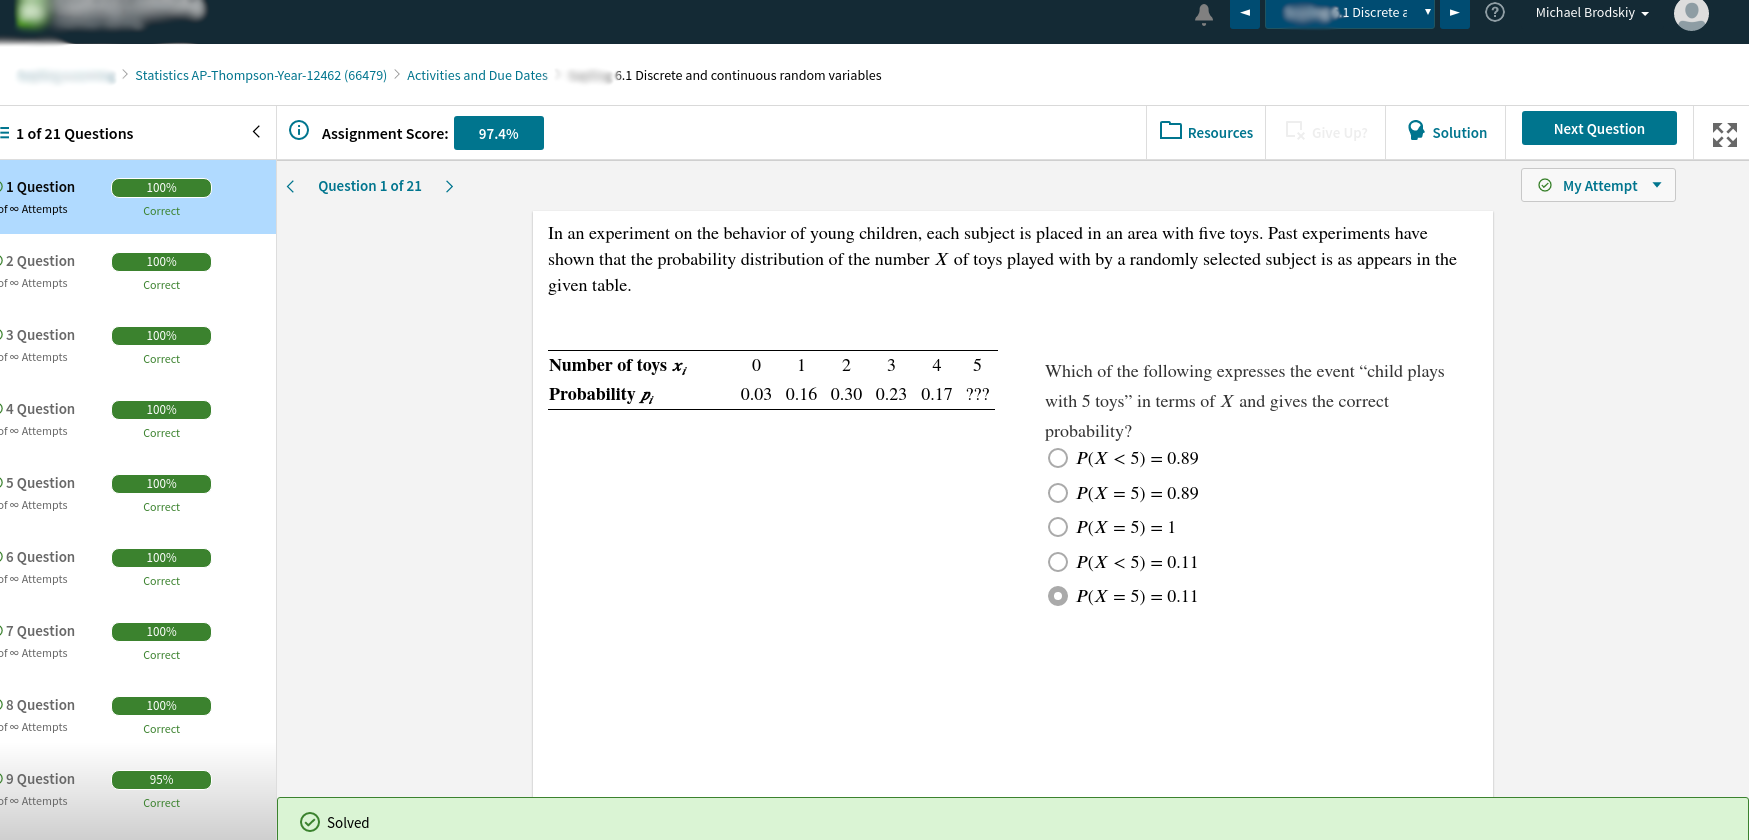 6.1 Discrete a
Michael Brodskiy
Statistics AP-Thompson-Year-12462 (66479)
Activities and Due Dates
6.1 Discrete and continuous random variables
1 of 21 Questions
Assignment Score:
97.4%
Resources
Give Up?
Solution
Next Question
1 Question
100%
of ∞ Attempts
Correct
Question 1 of 21
My Attempt
2 Question
100%
of ∞ Attempts
Correct
3 Question
100%
of ∞ Attempts
Correct
4 Question
100%
of ∞ Attempts
Correct
5 Question
100%
of ∞ Attempts
Correct
6 Question
100%
of ∞ Attempts
Correct
7 Question
100%
of ∞ Attempts
Correct
8 Question
100%
of ∞ Attempts
Correct
9 Question
95%
of ∞ Attempts
Correct
In an experiment on the behavior of young children, each subject is placed in an area with five toys. Past experiments have
shown that the probability distribution of the number X of toys played with by a randomly selected subject is as appears in the
given table.
Number of toys xᵢ 0 1 2 3 4 5
Probability pᵢ 0.03 0.16 0.30 0.23 0.17 ???
Which of the following expresses the event “child plays
with 5 toys” in terms of X and gives the correct
probability?
P(X < 5) = 0.89
P(X = 5) = 0.89
P(X = 5) = 1
P(X < 5) = 0.11
P(X = 5) = 0.11
Solved